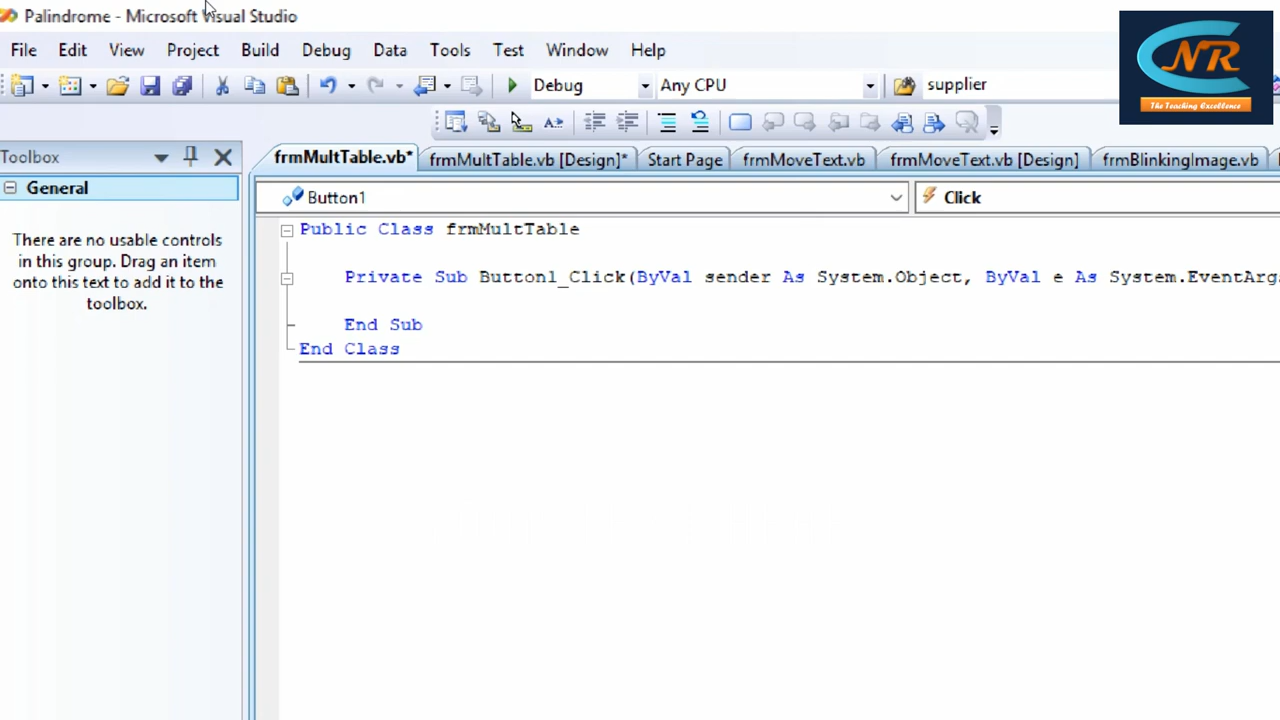 Palindrome - Microsoft Visual Studio
File Edit View Project Build Debug Data Tools Test Window Help
Debug Any CPU supplier
NR
The Teaching Excellence
Toolbox
frmMultTable.vb* frmMultTable.vb [Design]* Start Page frmMoveText.vb frmMoveText.vb [Design] frmBlinkingImage.vb
General
Button1 Click
There are no usable controls
in this group. Drag an item
onto this text to add it to the
toolbox.
Public Class frmMultTable
Private Sub Button1_Click(ByVal sender As System.Object, ByVal e As System.EventArg
End Sub
End Class